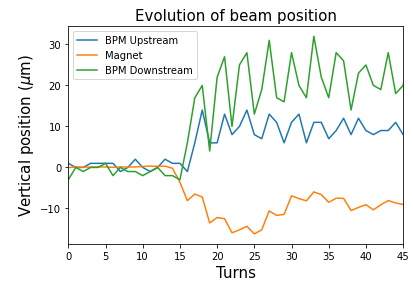 Evolution of beam position
BPM Upstream
Magnet
BPM Downstream
Vertical position (μm)
30
20
10
0
−10
0 5 10 15 20 25 30 35 40 45
Turns